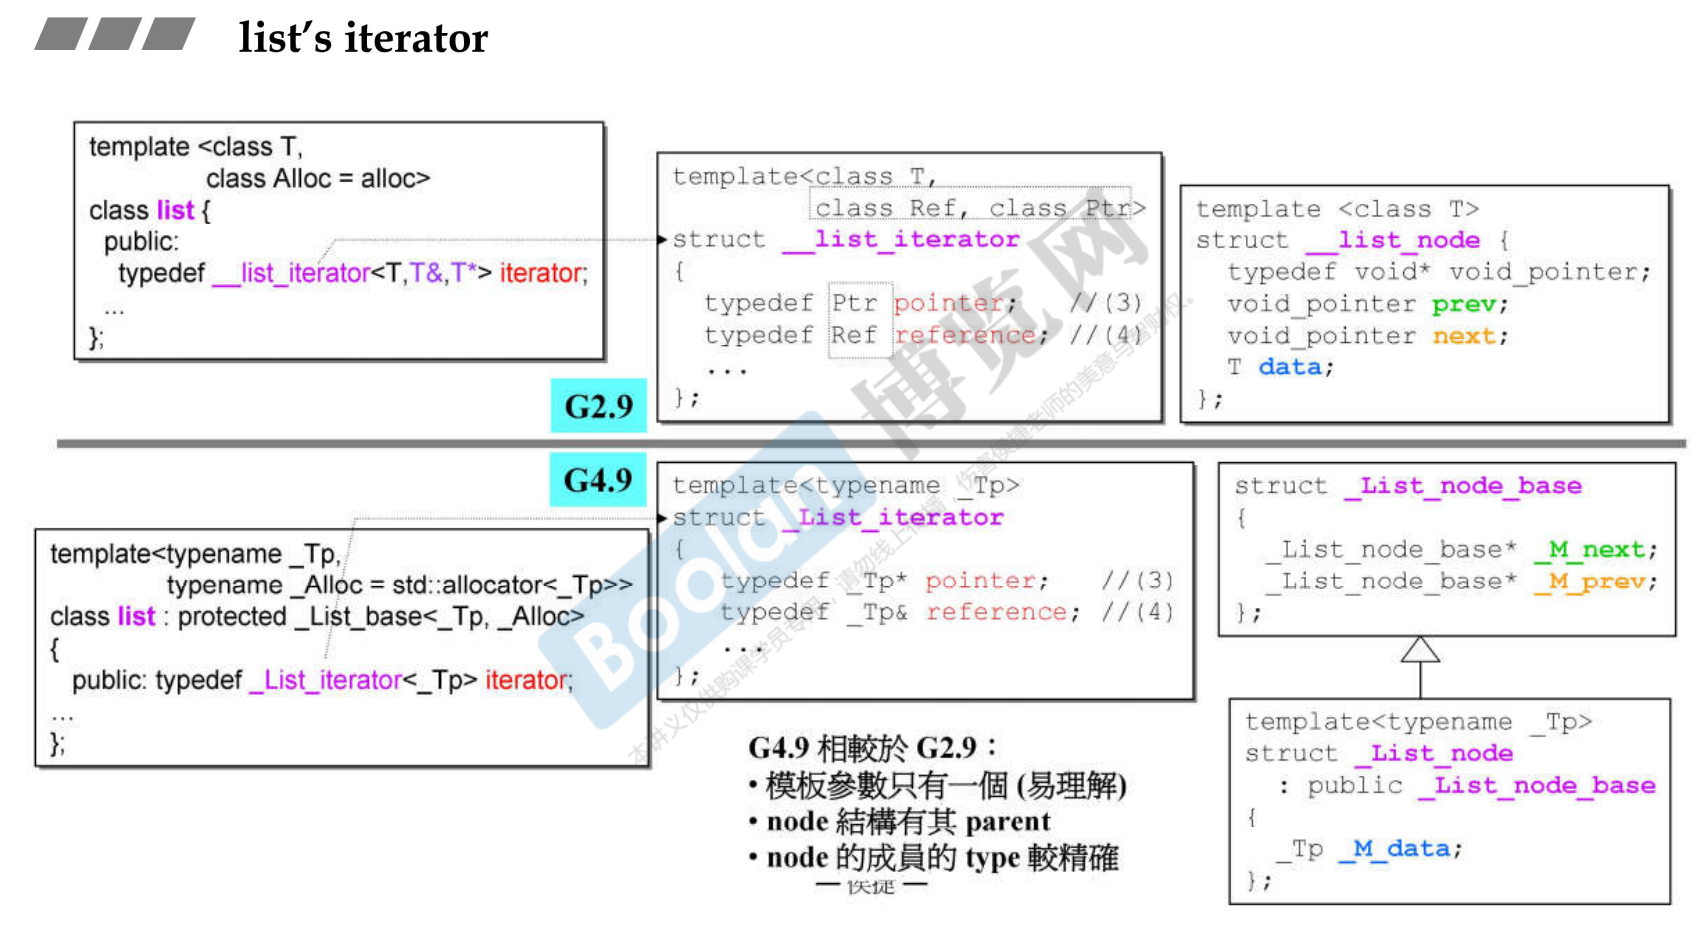 list’s iterator
template <class T,
class Alloc = alloc>
class list {
public:
typedef __list_iterator<T,T&,T*> iterator;
...
};
template<class T,
class Ref, class Ptr>
struct __list_iterator
{
typedef Ptr pointer; //(3)
typedef Ref reference; //(4)
...
};
template <class T>
struct __list_node {
typedef void* void_pointer;
void_pointer prev;
void_pointer next;
T data;
};
G2.9
G4.9
template<typename _Tp,
typename _Alloc = std::allocator<_Tp>>
class list : protected _List_base<_Tp, _Alloc>
{
public: typedef _List_iterator<_Tp> iterator;
...
};
template<typename _Tp>
struct _List_iterator
{
typedef _Tp* pointer; //(3)
typedef _Tp& reference; //(4)
...
};
struct _List_node_base
{
_List_node_base* _M_next;
_List_node_base* _M_prev;
};
template<typename _Tp>
struct _List_node
: public _List_node_base
{
_Tp _M_data;
};
G4.9 相較於 G2.9：
• 模板參數只有一個 (易理解)
• node 結構有其 parent
• node 的成員的 type 較精確
— 侯捷 —
Boolan 博览网